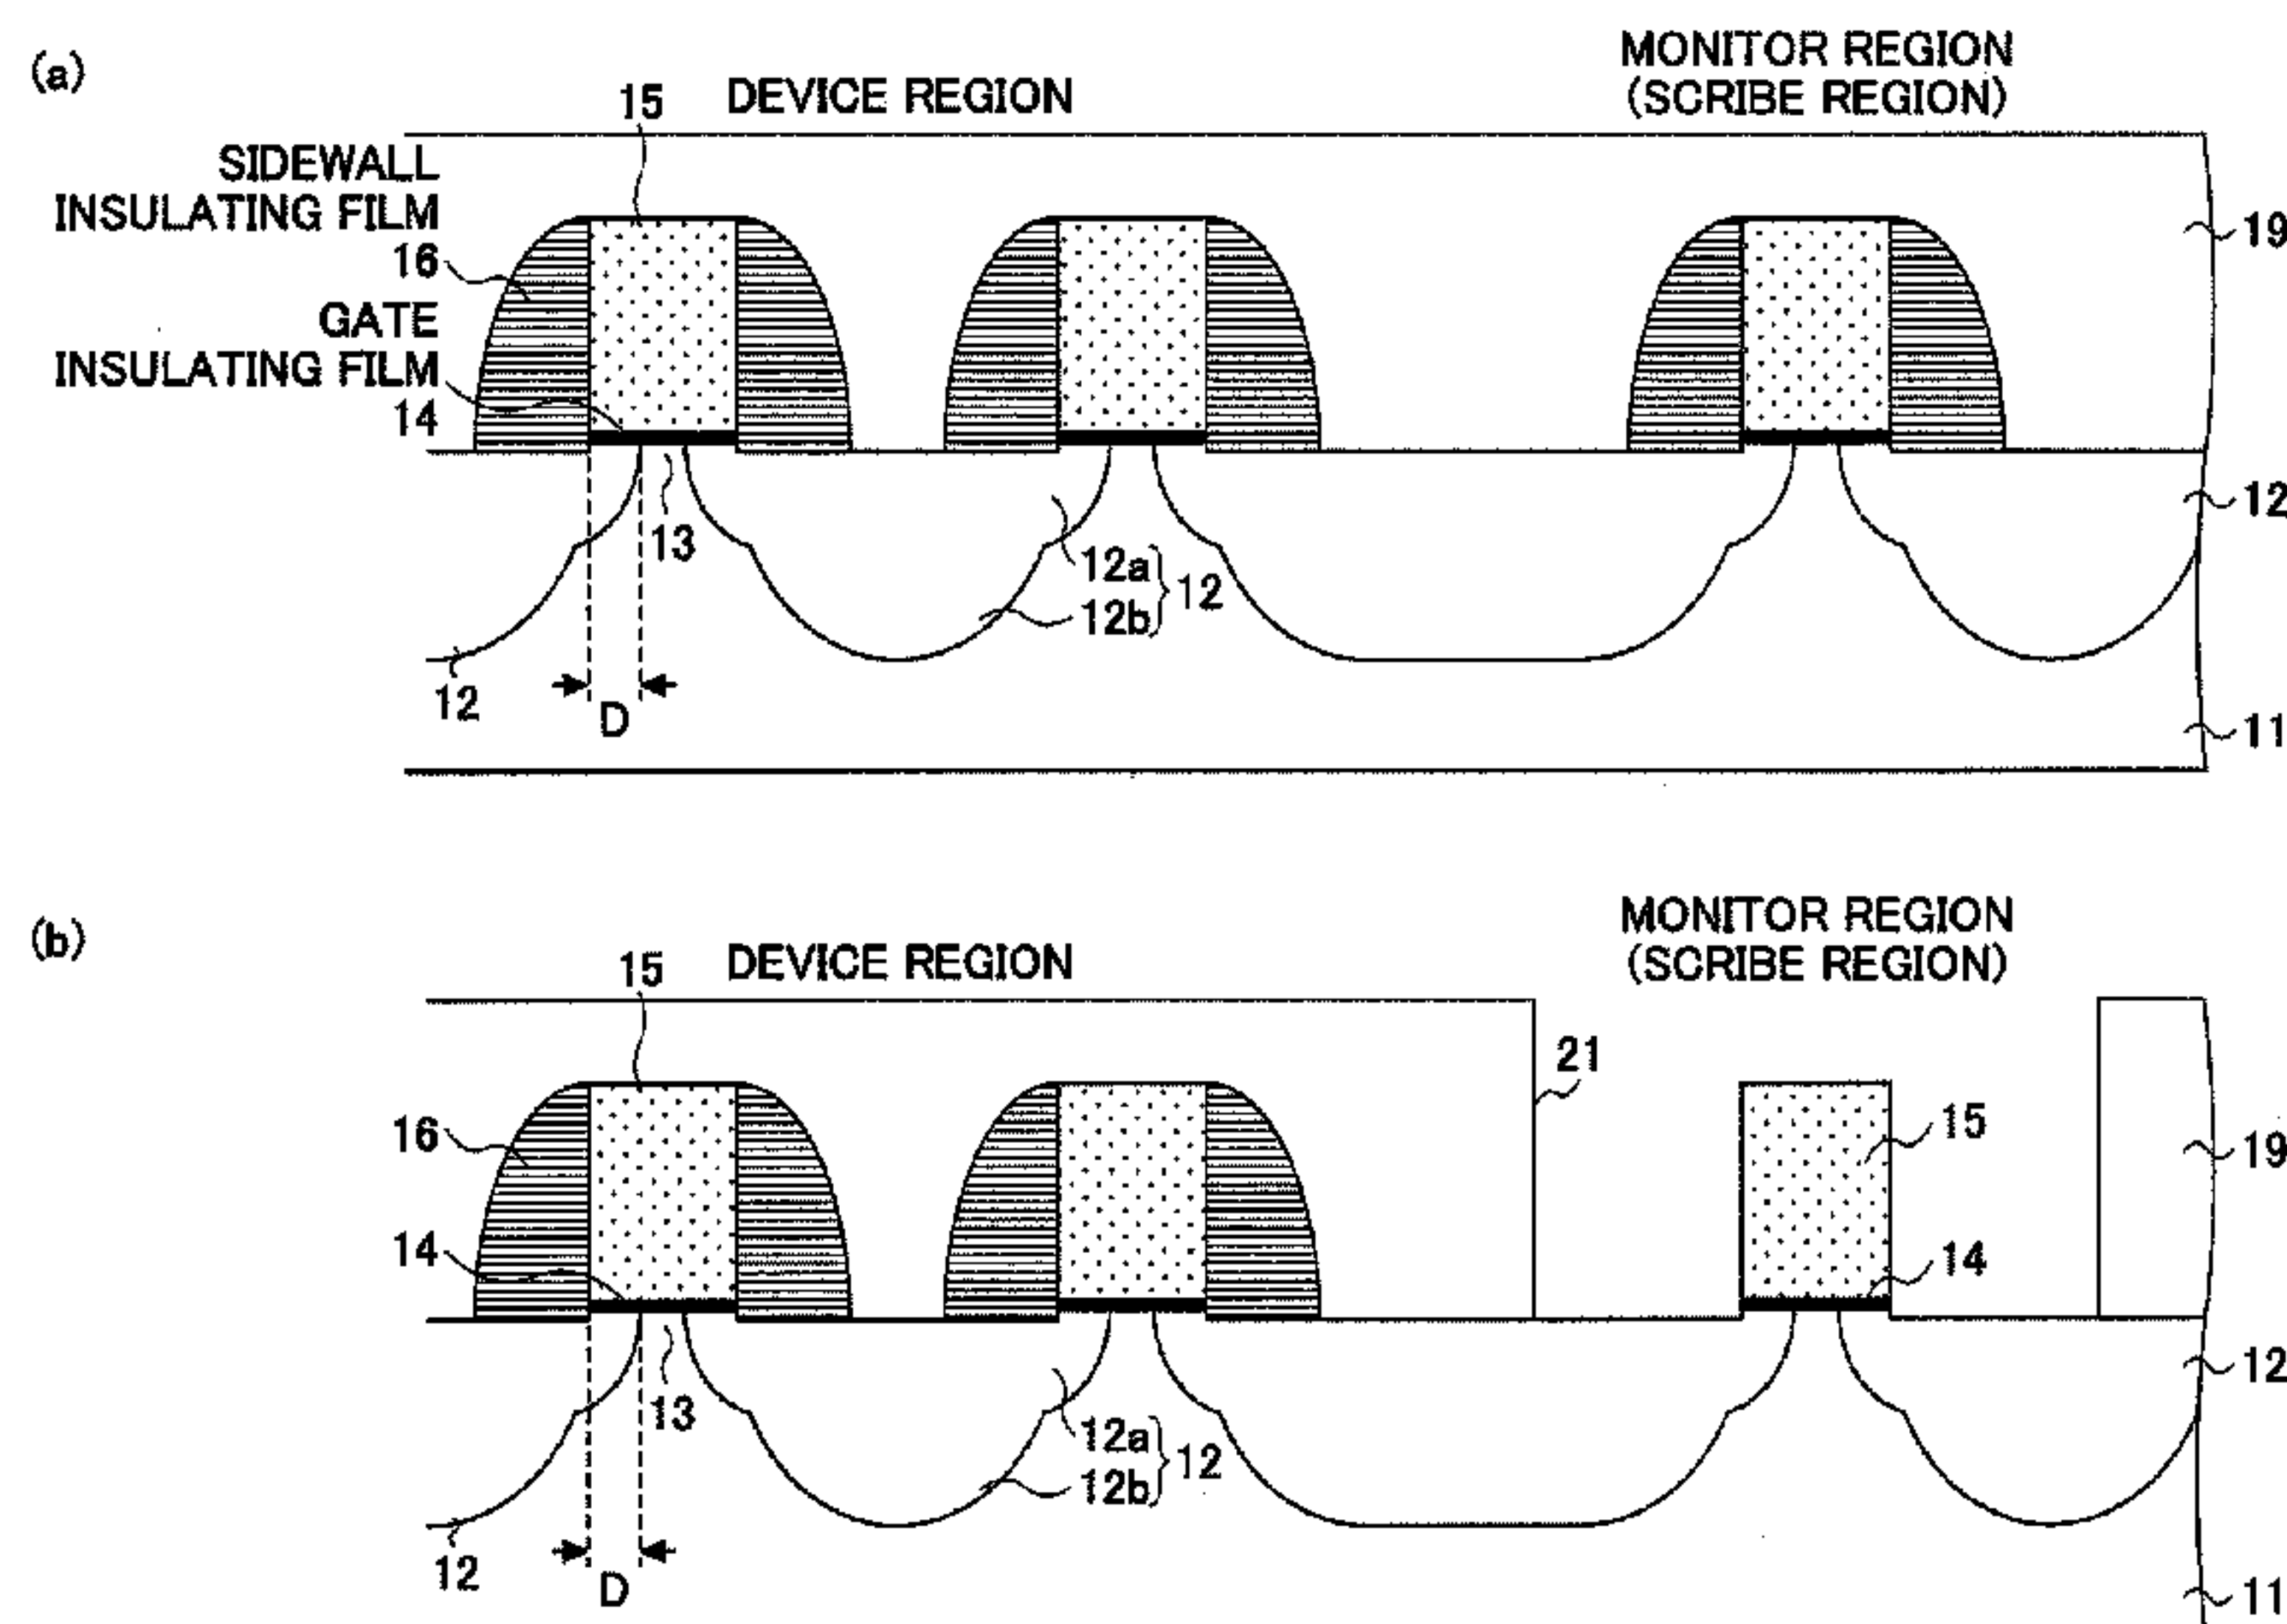 (a)
MONITOR REGION
(SCRIBE REGION)
DEVICE REGION
15
SIDEWALL
INSULATING FILM
16
19
GATE
INSULATING FILM
14
12
13
12a
12b
12
12
D
11
(b)
MONITOR REGION
(SCRIBE REGION)
DEVICE REGION
15
21
16
15
19
14
14
12
13
12a
12b
12
12
D
11